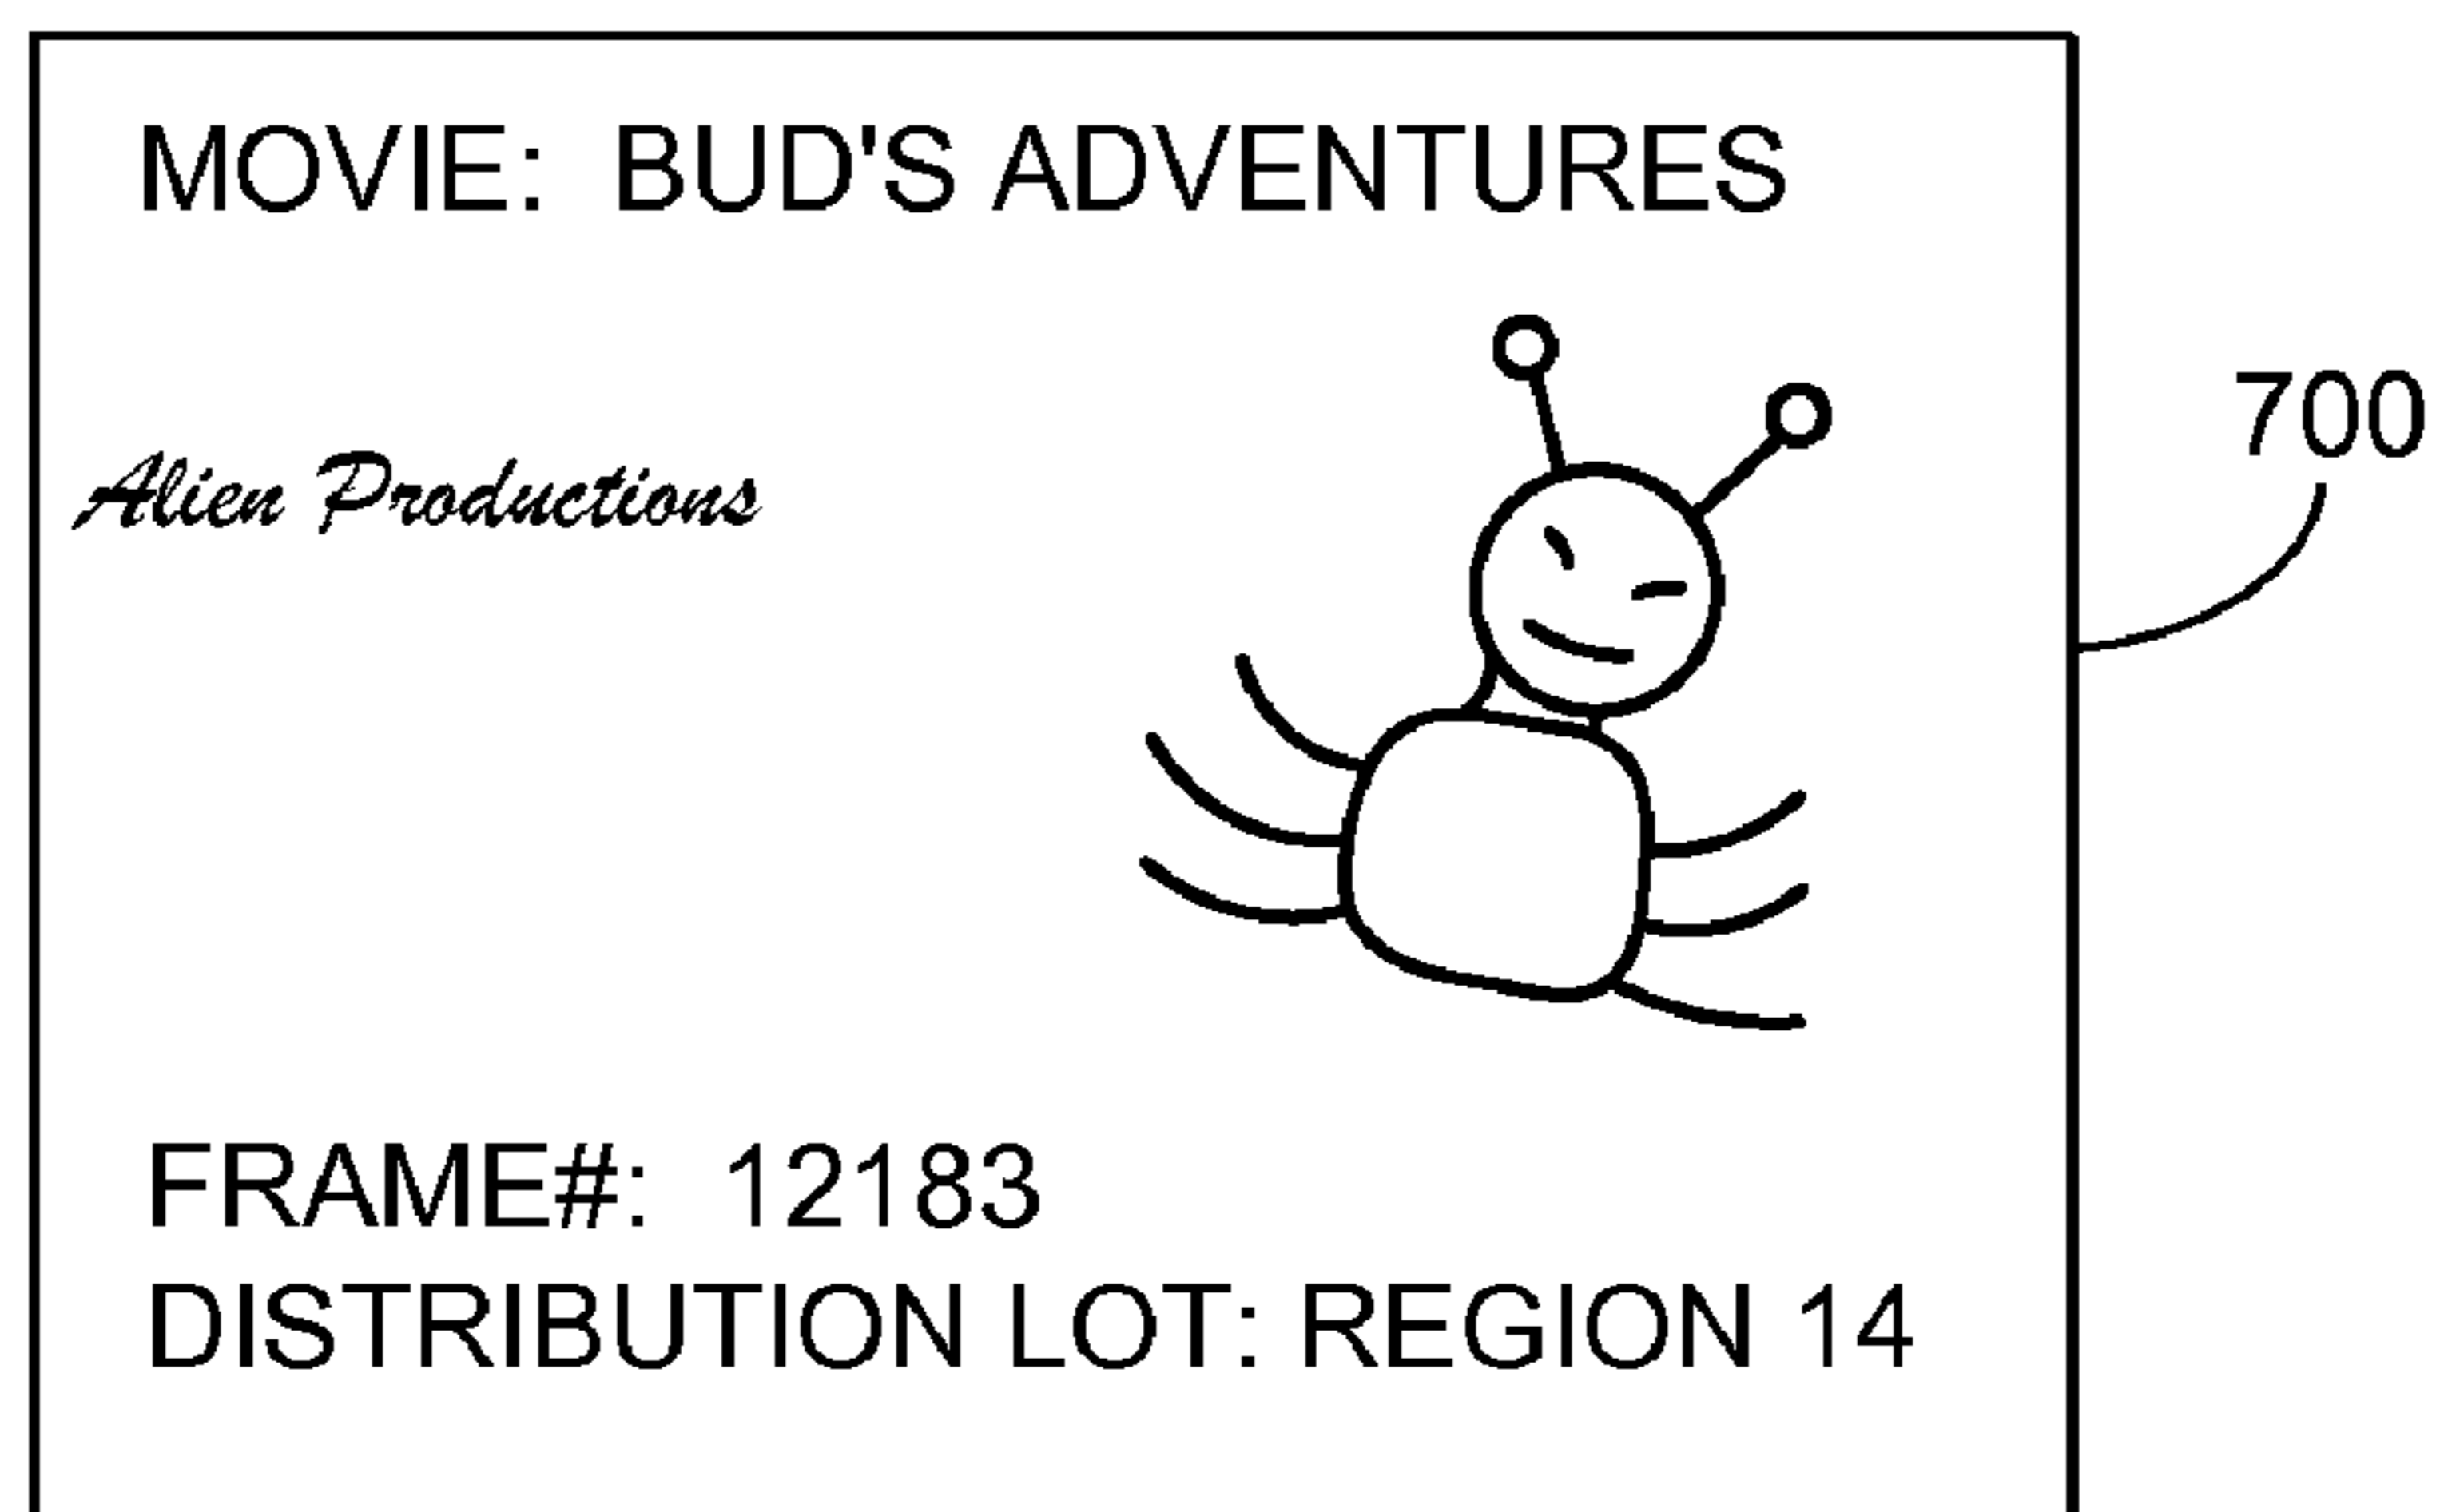 MOVIE: BUD'S ADVENTURES
Alien Productions
700
FRAME#: 12183
DISTRIBUTION LOT: REGION 14